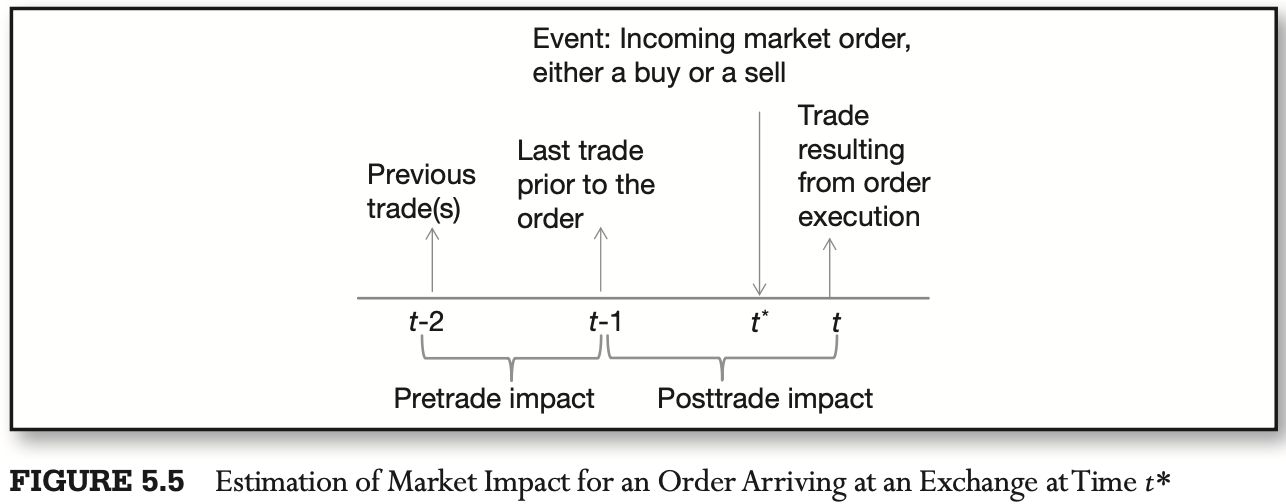 Event: Incoming market order,
either a buy or a sell
Trade
resulting
from order
execution
Last trade
prior to the
order
Previous
trade(s)
t-2
t-1
t*
t
Pretrade impact
Posttrade impact
FIGURE 5.5 Estimation of Market Impact for an Order Arriving at an Exchange at Time t*